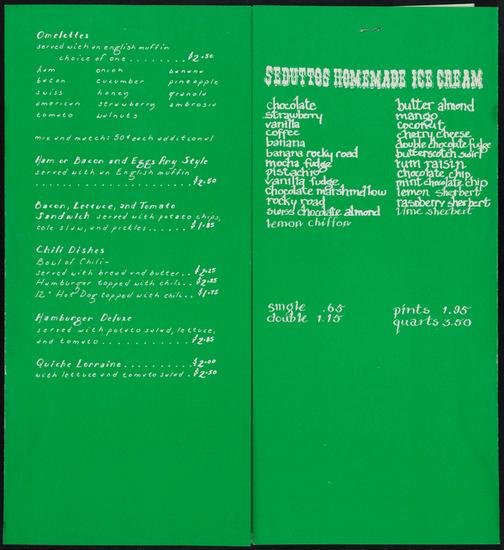 Omelettes
served with an english muffin
choice of one ........ $2.50
ham onion banana
bacon cucumber pineapple
swiss honey granola
american strawberry ambrosia
tomato walnuts
mix and match: 50¢ each additional
Ham or Bacon and Eggs Any Style
served with an English muffin
........................ $2.50
Bacon, Lettuce, and Tomato
Sandwich served with potato chips,
cole slaw, and pickles ..... $1.85
Chili Dishes
Bowl of Chili-
served with bread and butter.. $2.25
Hamburger topped with chili.. $2.25
12" Hot Dog topped with chili.. $1.75
Hamburger Deluxe
served with potato salad, lettuce,
and tomato ............ $2.25
Quiche Lorraine .......... $2.00
with lettuce and tomato salad . $2.50
SEDUTTOS HOMEMADE ICE CREAM
chocolate
strawberry
vanilla
coffee
banana
banana rocky road
mocha fudge
pistachio
vanilla fudge
chocolate marshmellow
rocky road
swiss chocolate almond
lemon chiffon
butter almond
mango
coconut
cherry cheese
double chocolate fudge
butterscotch swirl
rum raisin
chocolate chip
mint chocolate chip
lemon sherbert
raspberry sherbert
lime sherbert
single .65
double 1.15
pints 1.95
quarts 3.50